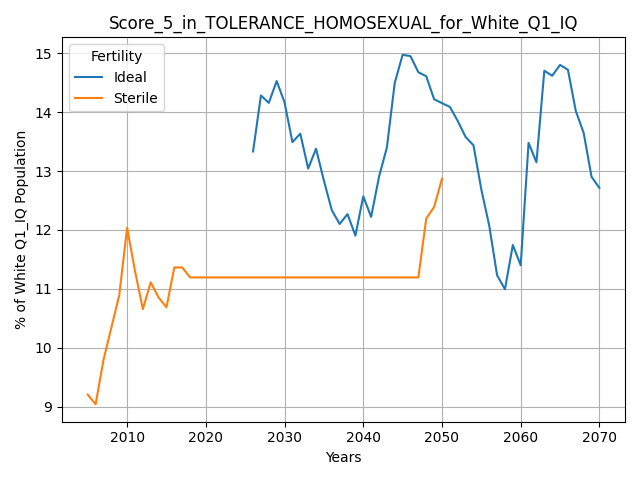 Score_5_in_TOLERANCE_HOMOSEXUAL_for_White_Q1_IQ
Fertility
Ideal
Sterile
% of White Q1_IQ Population
15
14
13
12
11
10
9
2010 2020 2030 2040 2050 2060 2070
Years